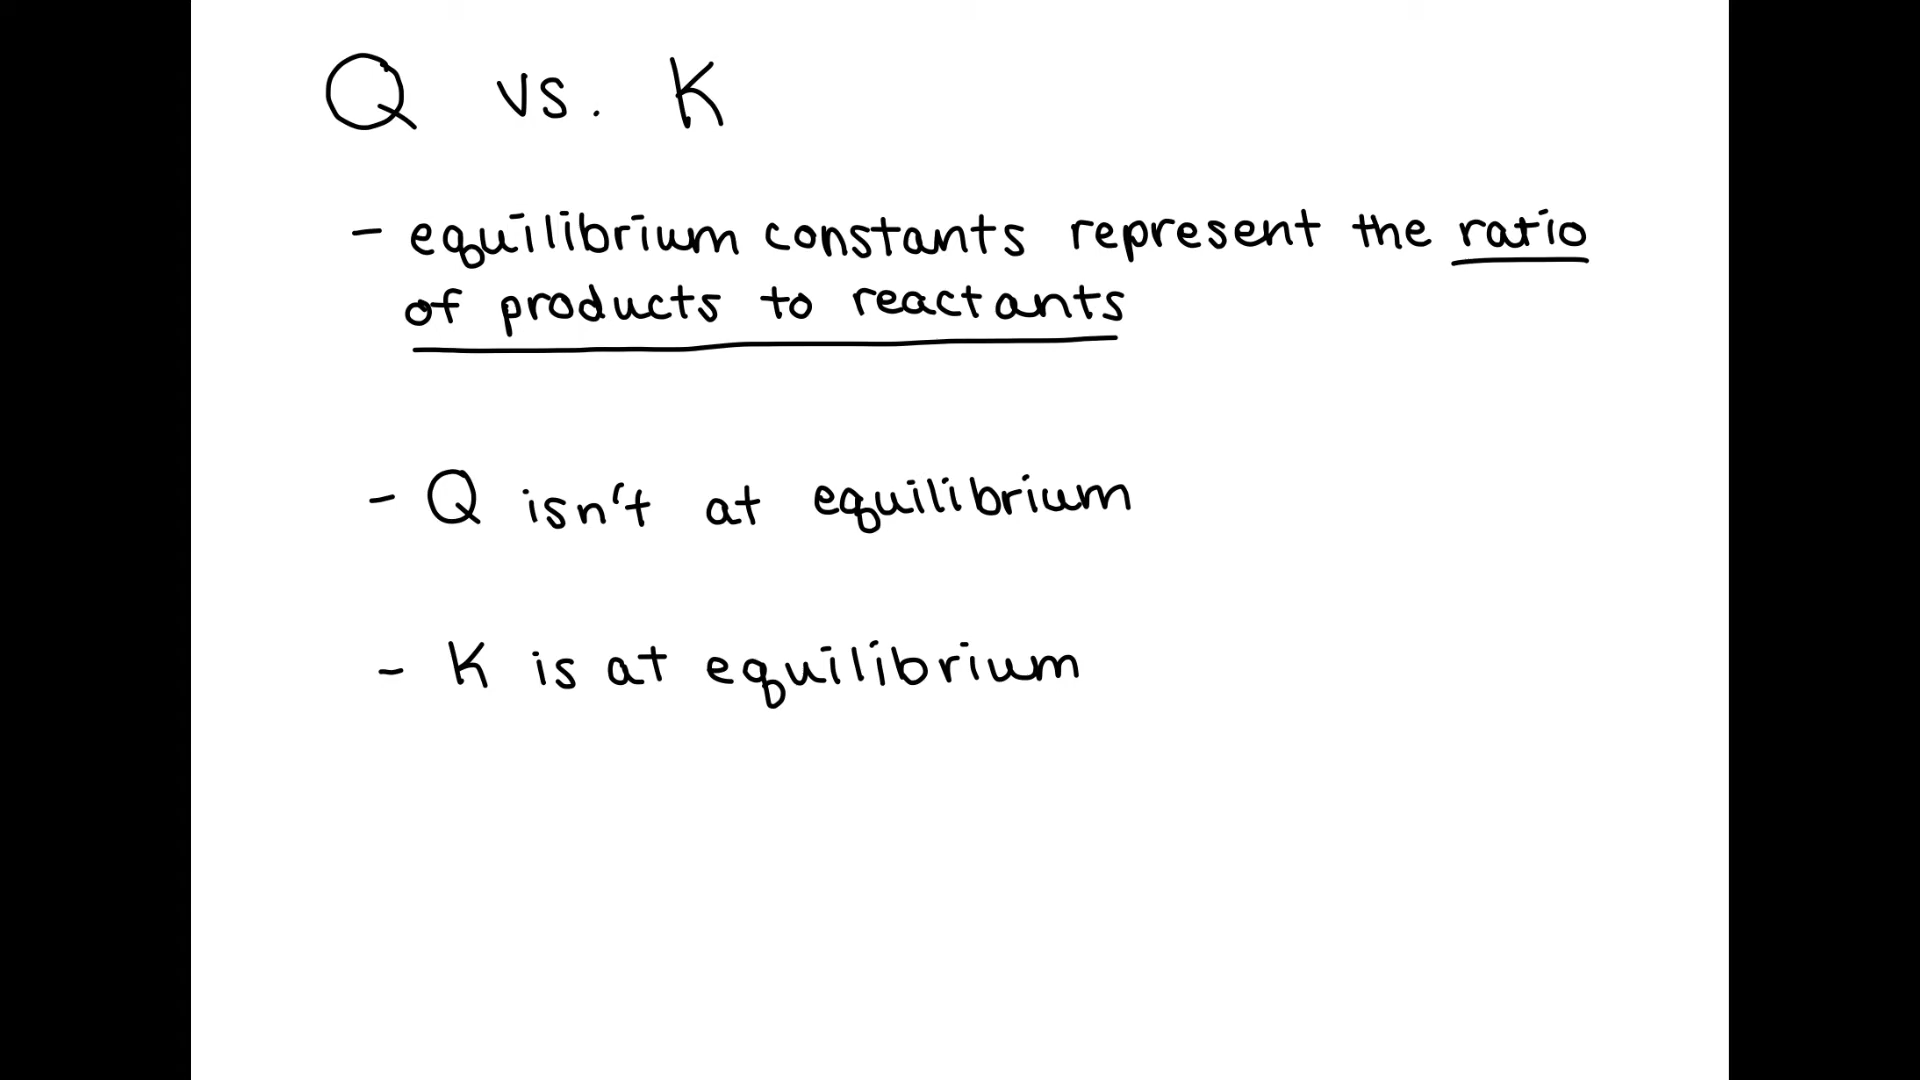 Q vs. K
- equilibrium constants represent the ratio
of products to reactants
- Q isn't at equilibrium
- K is at equilibrium